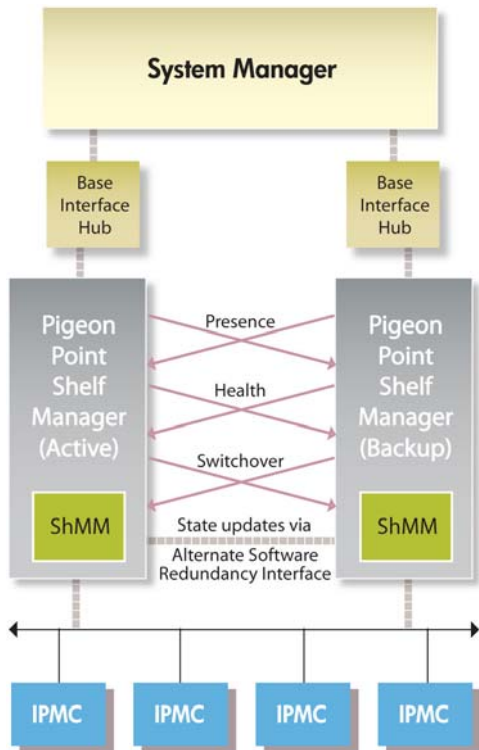 System Manager
Base
Interface
Hub
Base
Interface
Hub
Pigeon
Point
Shelf
Manager
(Active)
ShMM
Presence
Health
Switchover
State updates via
Alternate Software
Redundancy Interface
Pigeon
Point
Shelf
Manager
(Backup)
ShMM
IPMC
IPMC
IPMC
IPMC